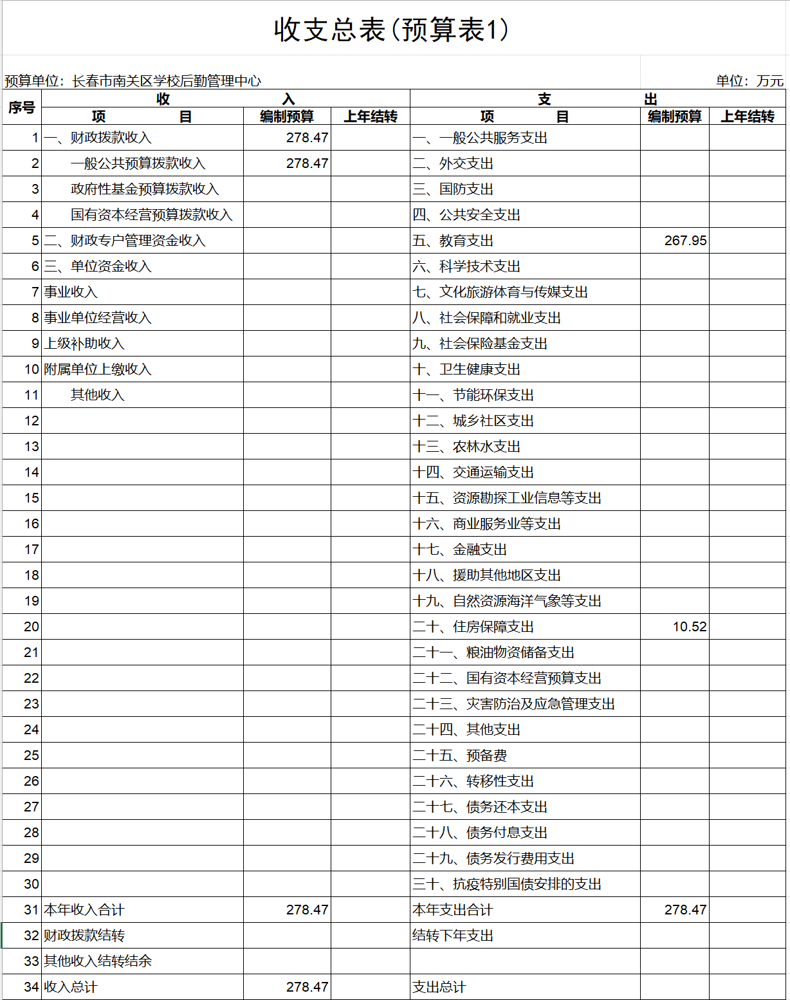 收支总表(预算表1)
预算单位：长春市南关区学校后勤管理中心 单位：万元
序号 收 入 支 出
项 目 编制预算 上年结转 项 目 编制预算 上年结转
1 一、财政拨款收入 278.47 一、一般公共服务支出
2 一般公共预算拨款收入 278.47 二、外交支出
3 政府性基金预算拨款收入 三、国防支出
4 国有资本经营预算拨款收入 四、公共安全支出
5 二、财政专户管理资金收入 五、教育支出 267.95
6 三、单位资金收入 六、科学技术支出
7 事业收入 七、文化旅游体育与传媒支出
8 事业单位经营收入 八、社会保障和就业支出
9 上级补助收入 九、社会保险基金支出
10 附属单位上缴收入 十、卫生健康支出
11 其他收入 十一、节能环保支出
12 十二、城乡社区支出
13 十三、农林水支出
14 十四、交通运输支出
15 十五、资源勘探工业信息等支出
16 十六、商业服务业等支出
17 十七、金融支出
18 十八、援助其他地区支出
19 十九、自然资源海洋气象等支出
20 二十、住房保障支出 10.52
21 二十一、粮油物资储备支出
22 二十二、国有资本经营预算支出
23 二十三、灾害防治及应急管理支出
24 二十四、其他支出
25 二十五、预备费
26 二十六、转移性支出
27 二十七、债务还本支出
28 二十八、债务付息支出
29 二十九、债务发行费用支出
30 三十、抗疫特别国债安排的支出
31 本年收入合计 278.47 本年支出合计 278.47
32 财政拨款结转 结转下年支出
33 其他收入结转结余
34 收入总计 278.47 支出总计